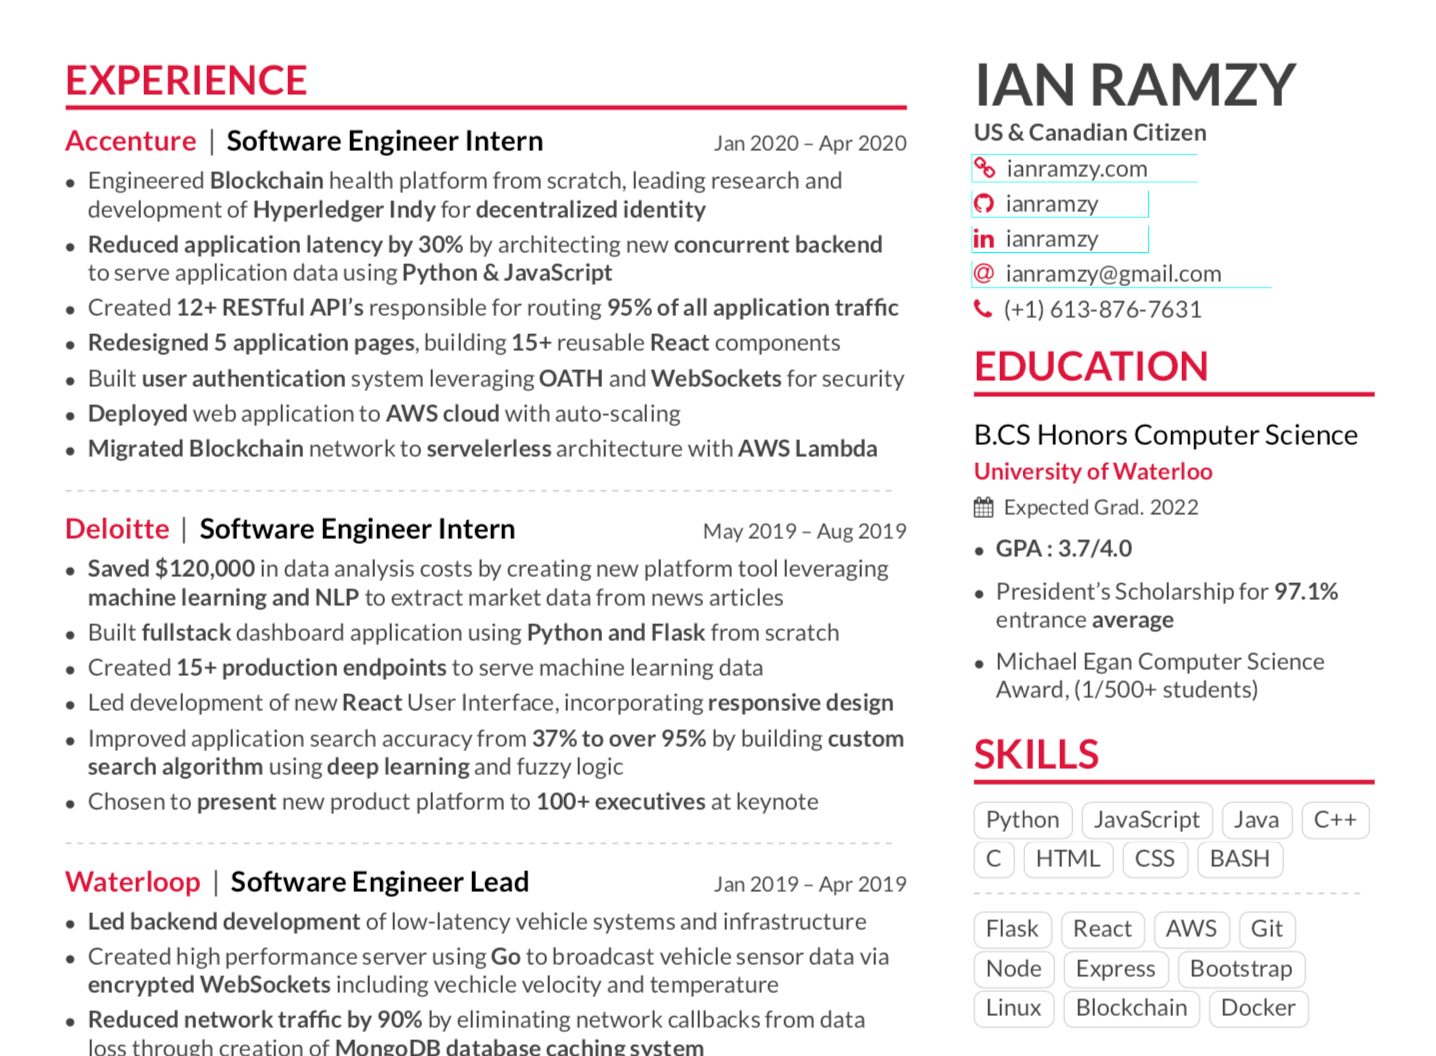 EXPERIENCE
Accenture | Software Engineer Intern Jan 2020 – Apr 2020
• Engineered Blockchain health platform from scratch, leading research and
development of Hyperledger Indy for decentralized identity
• Reduced application latency by 30% by architecting new concurrent backend
to serve application data using Python & JavaScript
• Created 12+ RESTful API’s responsible for routing 95% of all application traffic
• Redesigned 5 application pages, building 15+ reusable React components
• Built user authentication system leveraging OATH and WebSockets for security
• Deployed web application to AWS cloud with auto-scaling
• Migrated Blockchain network to servelerless architecture with AWS Lambda
Deloitte | Software Engineer Intern May 2019 – Aug 2019
• Saved $120,000 in data analysis costs by creating new platform tool leveraging
machine learning and NLP to extract market data from news articles
• Built fullstack dashboard application using Python and Flask from scratch
• Created 15+ production endpoints to serve machine learning data
• Led development of new React User Interface, incorporating responsive design
• Improved application search accuracy from 37% to over 95% by building custom
search algorithm using deep learning and fuzzy logic
• Chosen to present new product platform to 100+ executives at keynote
Waterloop | Software Engineer Lead Jan 2019 – Apr 2019
• Led backend development of low-latency vehicle systems and infrastructure
• Created high performance server using Go to broadcast vehicle sensor data via
encrypted WebSockets including vechicle velocity and temperature
• Reduced network traffic by 90% by eliminating network callbacks from data
loss through creation of MongoDB database caching system
IAN RAMZY
US & Canadian Citizen
ianramzy.com
ianramzy
in ianramzy
@ ianramzy@gmail.com
(+1) 613-876-7631
EDUCATION
B.CS Honors Computer Science
University of Waterloo
Expected Grad. 2022
• GPA : 3.7/4.0
• President’s Scholarship for 97.1%
entrance average
• Michael Egan Computer Science
Award, (1/500+ students)
SKILLS
Python JavaScript Java C++
C HTML CSS BASH
Flask React AWS Git
Node Express Bootstrap
Linux Blockchain Docker